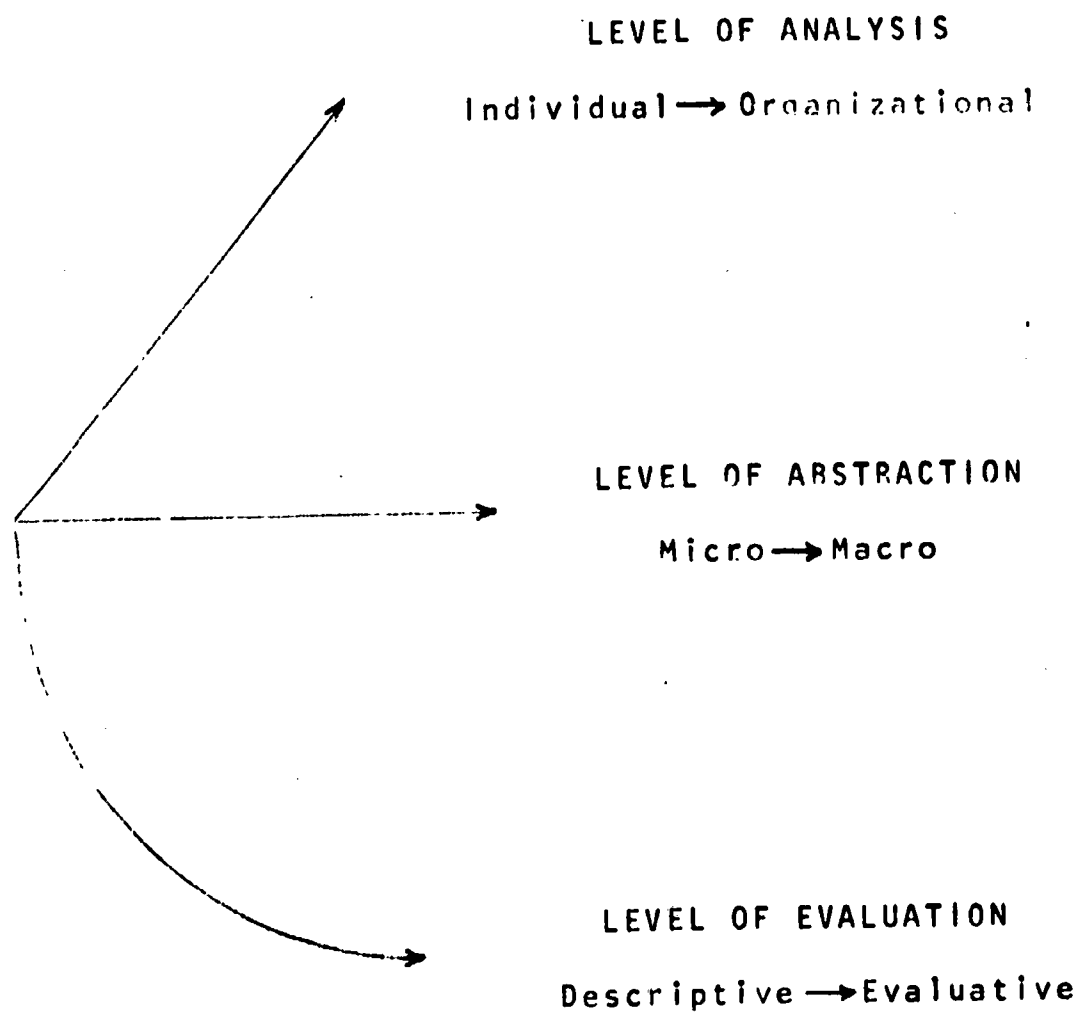 LEVEL OF ANALYSIS
Individual → Organizational
LEVEL OF ABSTRACTION
Micro → Macro
LEVEL OF EVALUATION
Descriptive → Evaluative